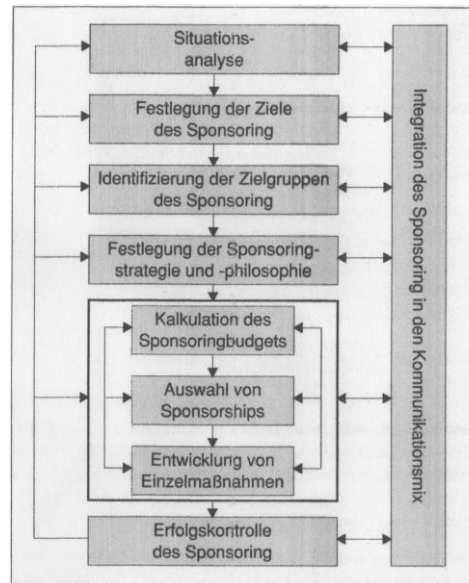 Situations-
analyse
Festlegung der Ziele
des Sponsoring
Identifizierung der Zielgruppen
des Sponsoring
Festlegung der Sponsoring-
strategie und -philosophie
Kalkulation des
Sponsoringbudgets
Auswahl von
Sponsorships
Entwicklung von
Einzelmaßnahmen
Erfolgskontrolle
des Sponsoring
Integration des Sponsoring in den Kommunikationsmix